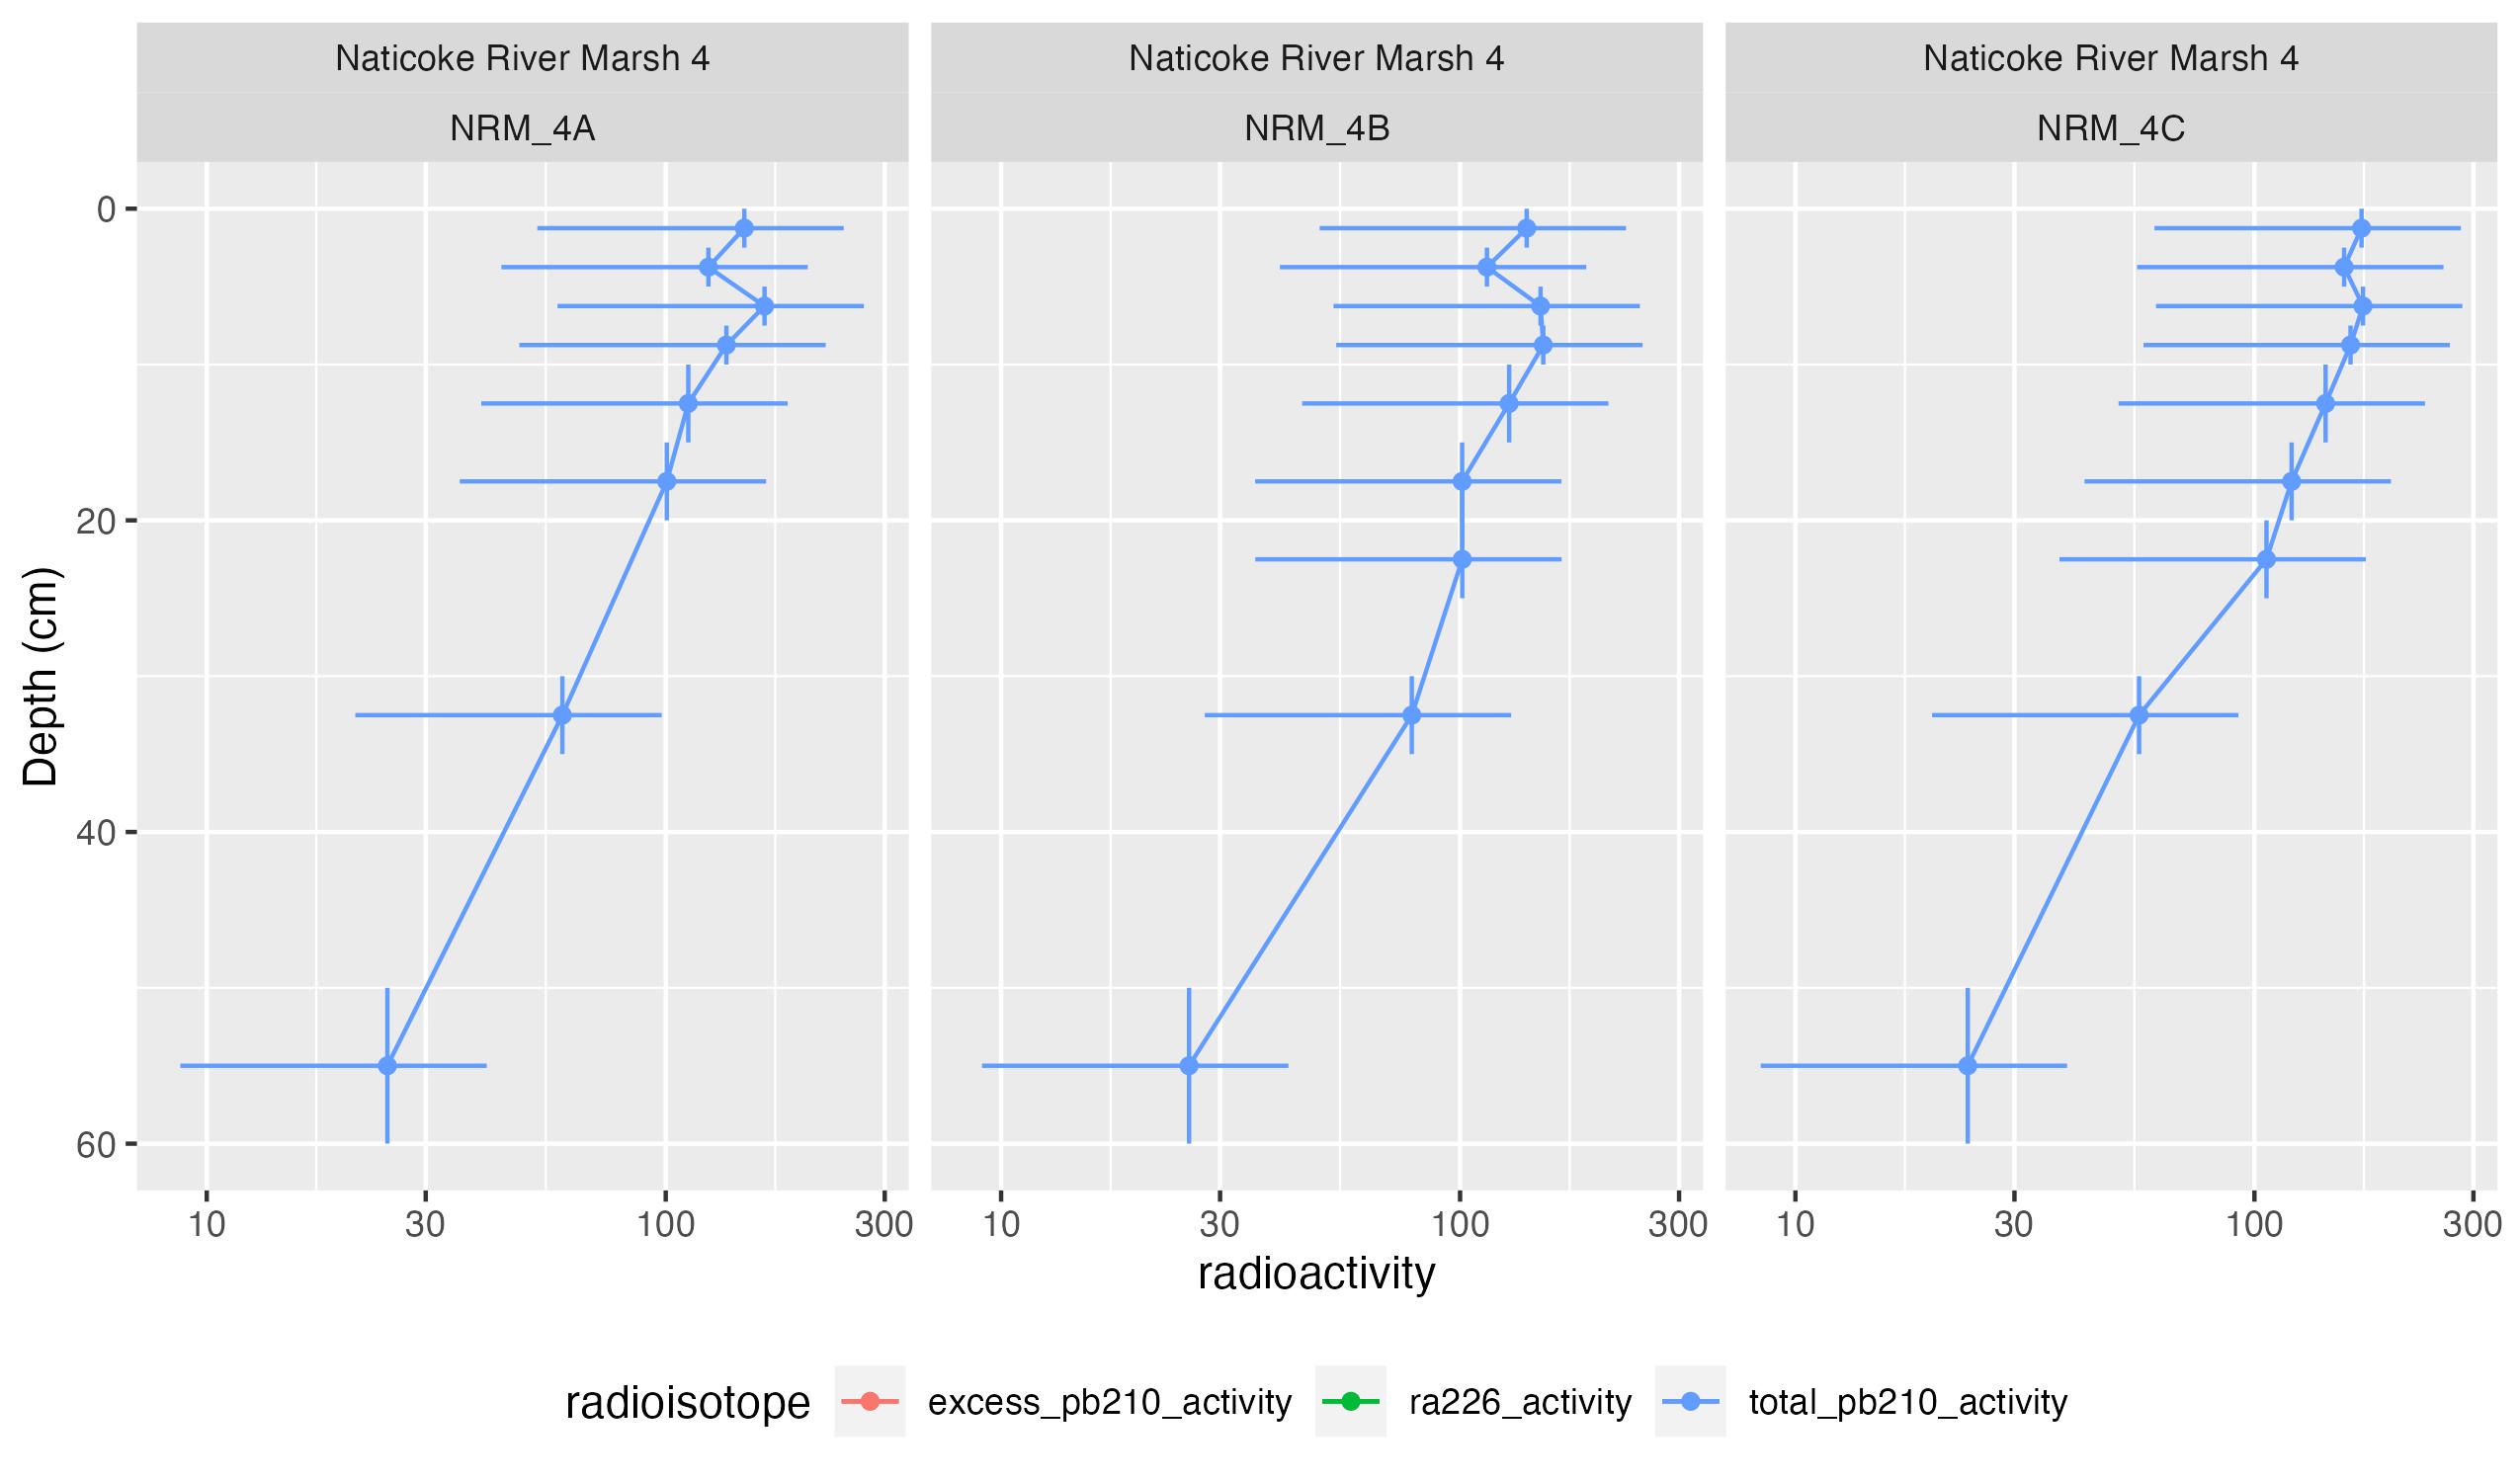 Naticoke River Marsh 4 Naticoke River Marsh 4 Naticoke River Marsh 4
NRM_4A NRM_4B NRM_4C
0
20
40
60
Depth (cm)
10 30 100 300 10 30 100 300 10 30 100 300
radioactivity
radioisotope excess_pb210_activity ra226_activity total_pb210_activity